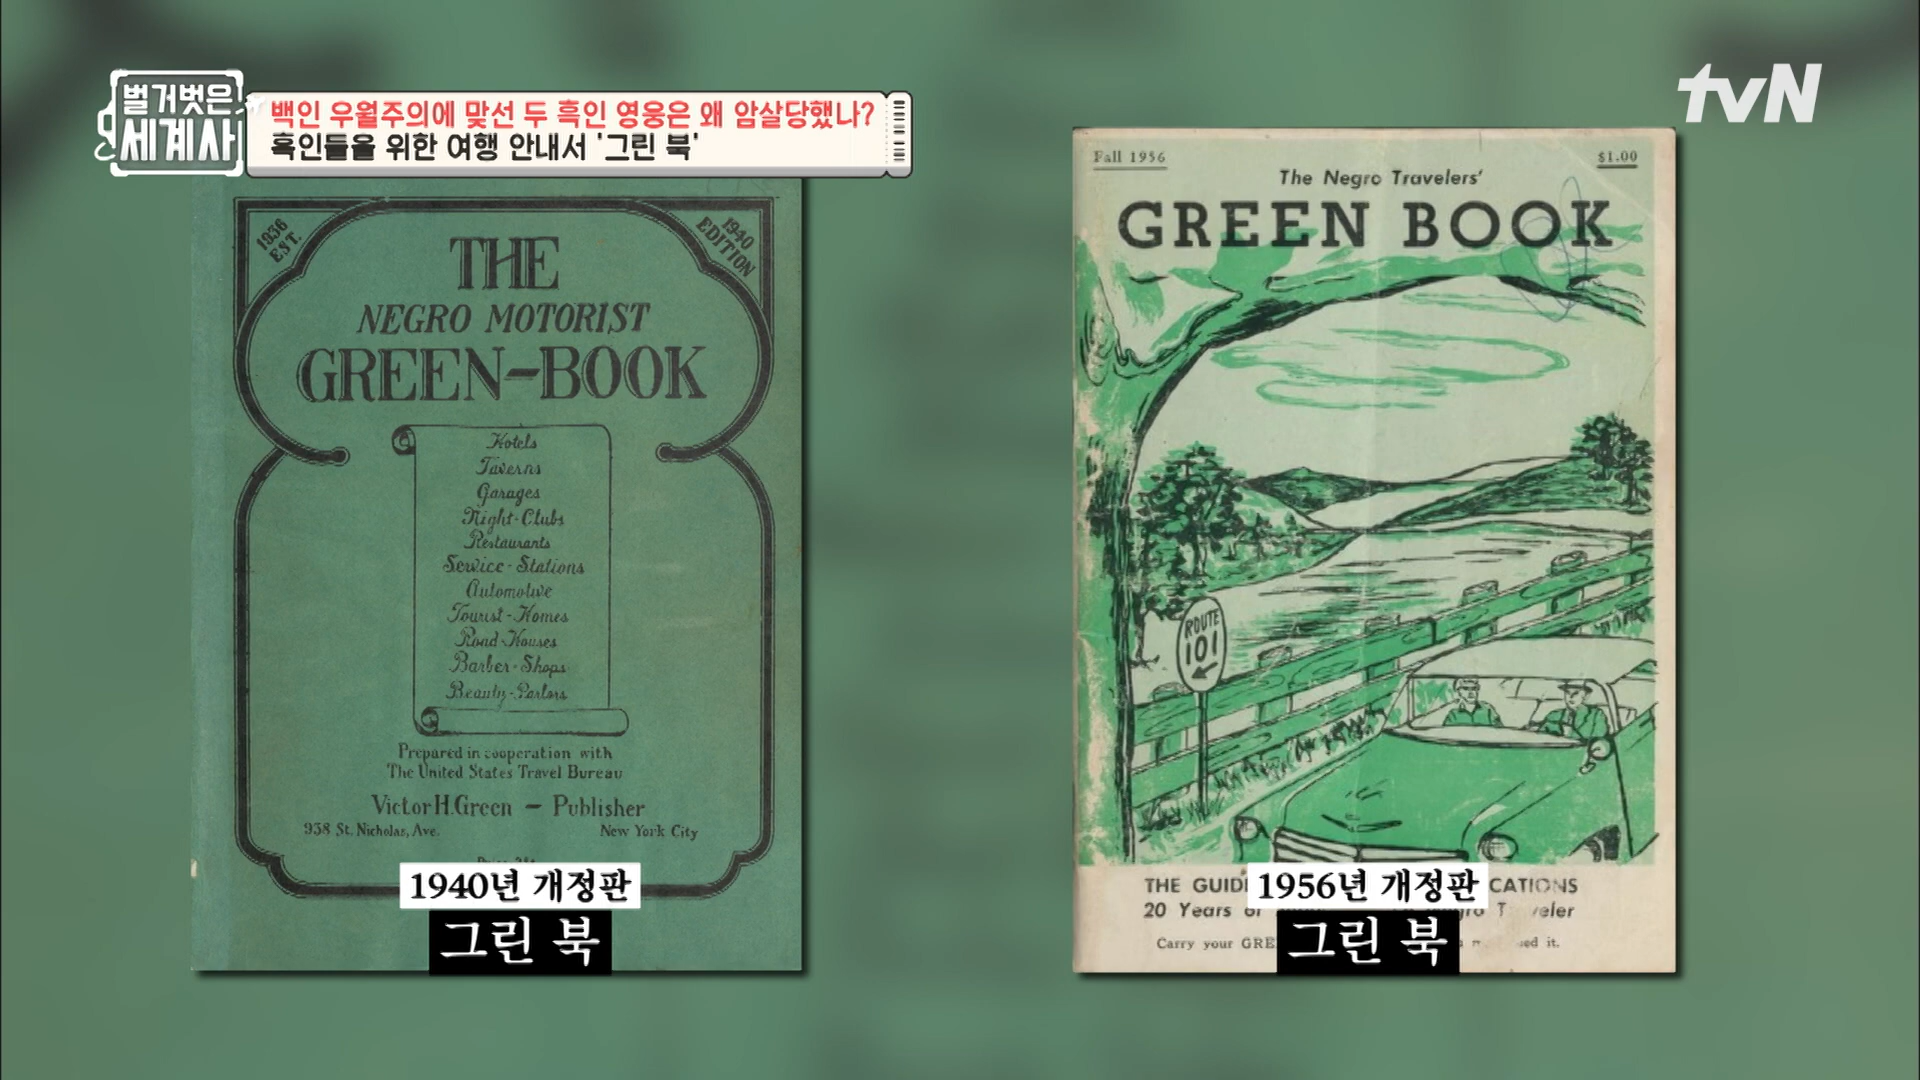 벌거벗은
세계사
백인 우월주의에 맞선 두 흑인 영웅은 왜 암살당했나?
흑인들을 위한 여행 안내서 '그린 북'
tvN
1936
EST.
1940
EDITION
THE
NEGRO MOTORIST
GREEN-BOOK
Hotels
Taverns
Garages
Night-Clubs
Restaurants
Service-Stations
Automotive
Tourist-Homes
Road-Houses
Barber-Shops
Beauty-Parlors
Prepared in cooperation with
The United States Travel Bureau
Victor H. Green — Publisher
938 St. Nicholas, Ave. New York City
1940년 개정판
그린 북
Fall 1956 $1.00
The Negro Travelers'
GREEN BOOK
ROUTE
101
THE
20 Years
Carry your
1956년 개정판
그린 북